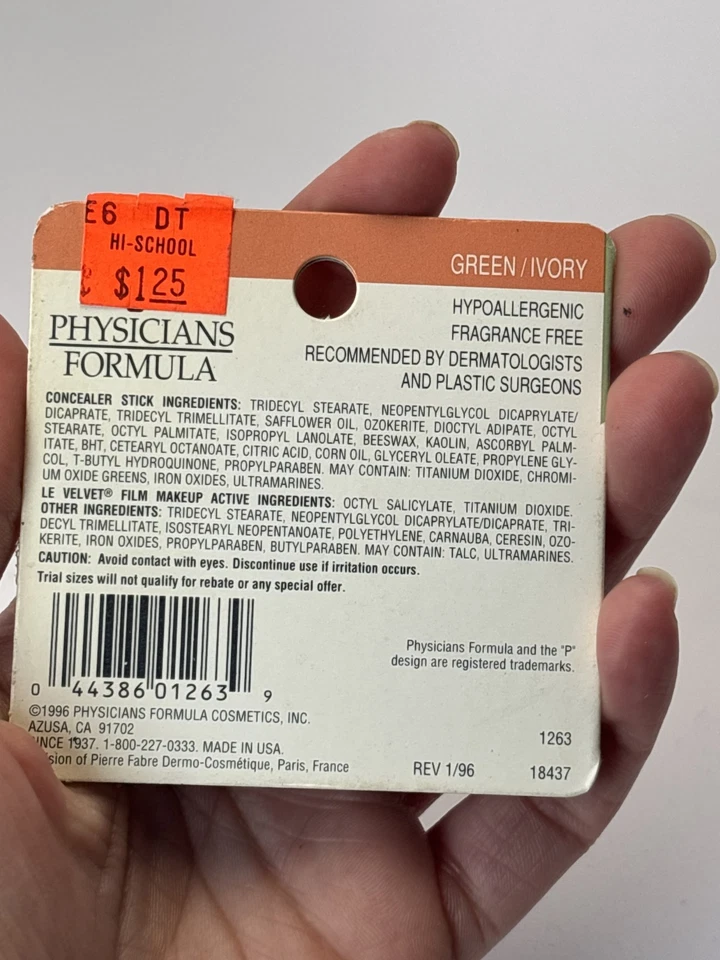 E6 DT
HI-SCHOOL
$1.25
GREEN / IVORY
PHYSICIANS
FORMULA
HYPOALLERGENIC
FRAGRANCE FREE
RECOMMENDED BY DERMATOLOGISTS
AND PLASTIC SURGEONS
CONCEALER STICK INGREDIENTS: TRIDECYL STEARATE, NEOPENTYLGLYCOL DICAPRYLATE/
DICAPRATE, TRIDECYL TRIMELLITATE, SAFFLOWER OIL, OZOKERITE, DIOCTYL ADIPATE, OCTYL
STEARATE, OCTYL PALMITATE, ISOPROPYL LANOLATE, BEESWAX, KAOLIN, ASCORBYL PALM-
ITATE, BHT, CETEARYL OCTANOATE, CITRIC ACID, CORN OIL, GLYCERYL OLEATE, PROPYLENE GLY-
COL, T-BUTYL HYDROQUINONE, PROPYLPARABEN. MAY CONTAIN: TITANIUM DIOXIDE, CHROMI-
UM OXIDE GREENS, IRON OXIDES, ULTRAMARINES.
LE VELVET® FILM MAKEUP ACTIVE INGREDIENTS: OCTYL SALICYLATE, TITANIUM DIOXIDE.
OTHER INGREDIENTS: TRIDECYL STEARATE, NEOPENTYLGLYCOL DICAPRYLATE/DICAPRATE, TRI-
DECYL TRIMELLITATE, ISOSTEARYL NEOPENTANOATE, POLYETHYLENE, CARNAUBA, CERESIN, OZO-
KERITE, IRON OXIDES, PROPYLPARABEN, BUTYLPARABEN. MAY CONTAIN: TALC, ULTRAMARINES.
CAUTION: Avoid contact with eyes. Discontinue use if irritation occurs.
Trial sizes will not qualify for rebate or any special offer.
0 44386 01263 9
Physicians Formula and the "P"
design are registered trademarks.
©1996 PHYSICIANS FORMULA COSMETICS, INC.
AZUSA, CA 91702
INCE 1937. 1-800-227-0333. MADE IN USA.
sion of Pierre Fabre Dermo-Cosmétique, Paris, France
REV 1/96
1263
18437